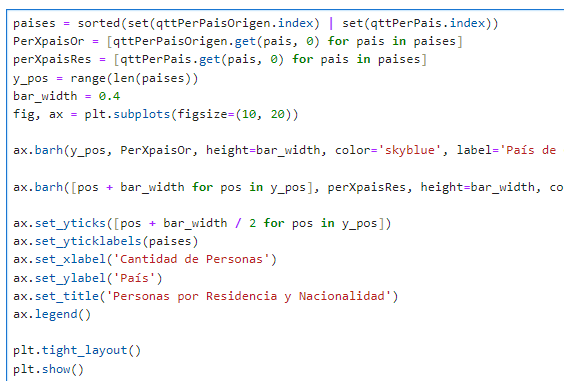 paises = sorted(set(qttPerPaisOrigen.index) | set(qttPerPais.index))
PerXpaisOr = [qttPerPaisOrigen.get(pais, 0) for pais in paises]
perXpaisRes = [qttPerPais.get(pais, 0) for pais in paises]
y_pos = range(len(paises))
bar_width = 0.4
fig, ax = plt.subplots(figsize=(10, 20))
ax.barh(y_pos, PerXpaisOr, height=bar_width, color='skyblue', label='País de
ax.barh([pos + bar_width for pos in y_pos], perXpaisRes, height=bar_width, co
ax.set_yticks([pos + bar_width / 2 for pos in y_pos])
ax.set_yticklabels(paises)
ax.set_xlabel('Cantidad de Personas')
ax.set_ylabel('País')
ax.set_title('Personas por Residencia y Nacionalidad')
ax.legend()
plt.tight_layout()
plt.show()